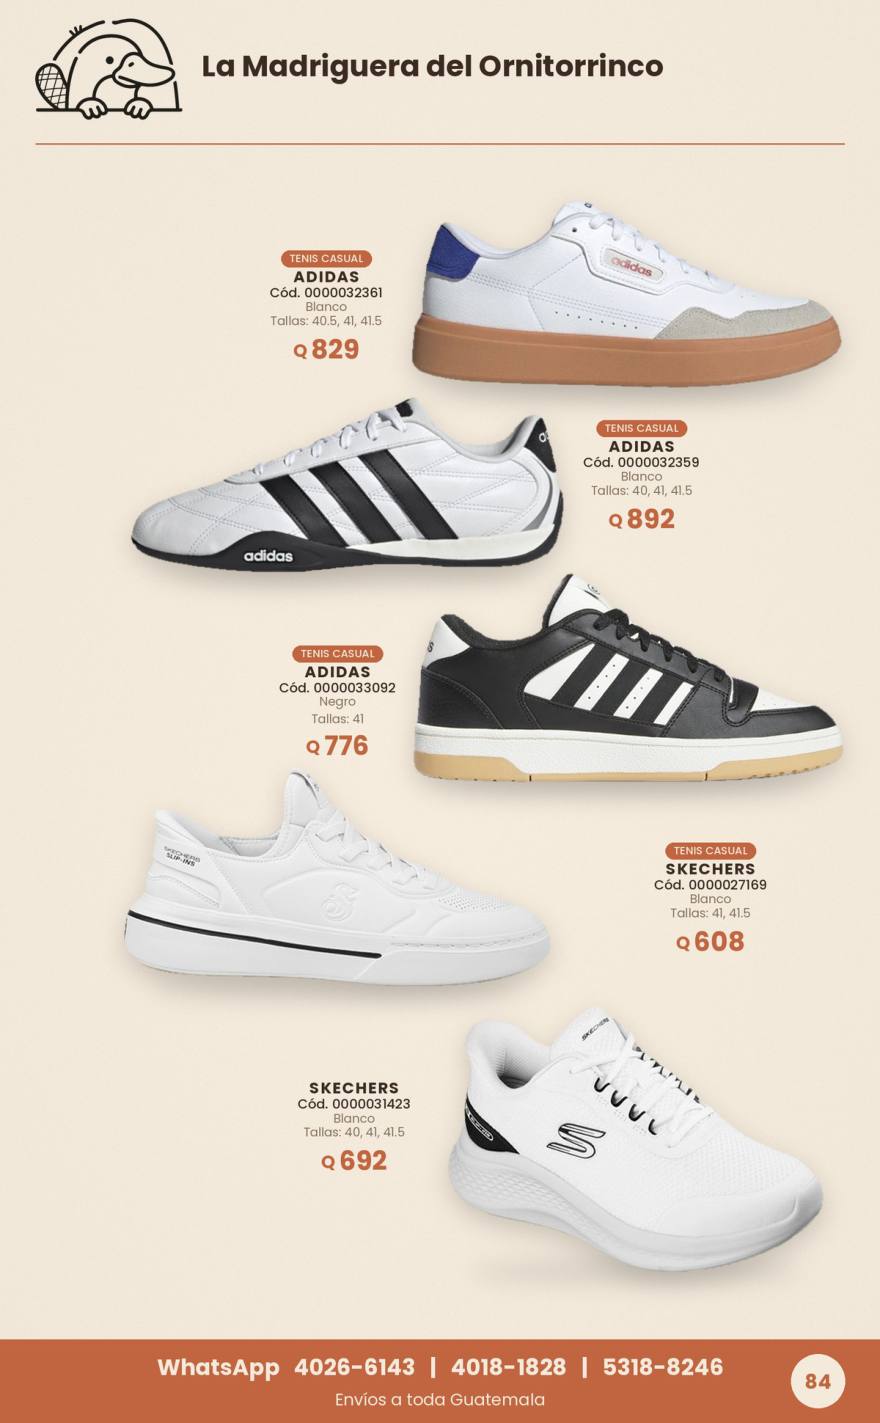 La Madriguera del Ornitorrinco
TENIS CASUAL
ADIDAS
Cód. 0000032361
Blanco
Tallas: 40.5, 41, 41.5
Q 829
adidas
TENIS CASUAL
ADIDAS
Cód. 0000032359
Blanco
Tallas: 40, 41, 41.5
Q 892
adidas
TENIS CASUAL
ADIDAS
Cód. 0000033092
Negro
Tallas: 41
Q 776
SKECHERS
SLIP-INS
TENIS CASUAL
SKECHERS
Cód. 0000027169
Blanco
Tallas: 41, 41.5
Q 608
SKECHERS
SKECHERS
Cód. 0000031423
Blanco
Tallas: 40, 41, 41.5
Q 692
WhatsApp 4026-6143 | 4018-1828 | 5318-8246
Envíos a toda Guatemala
84